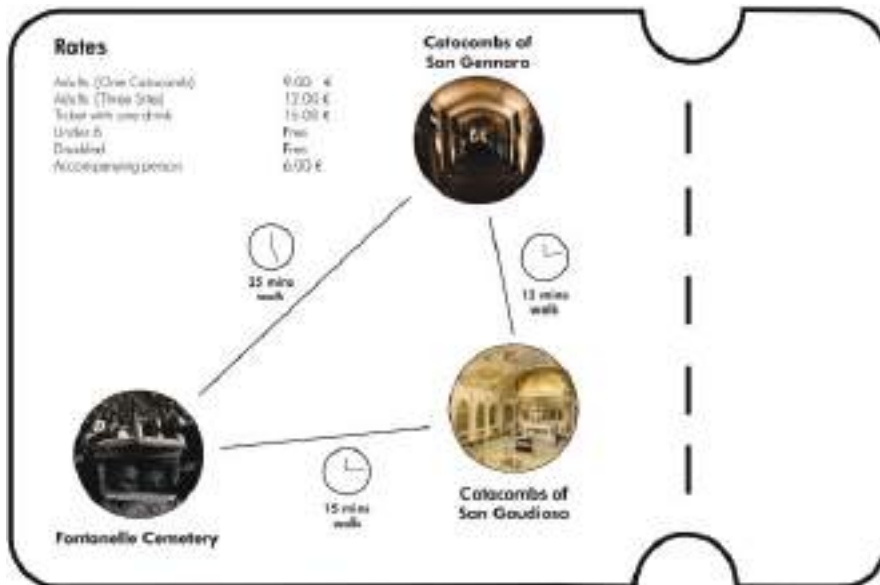 Rates
Adults (One Catacomb) 9.00 €
Adults (Three Sites) 12.00 €
Ticket with one drink 15.00 €
Under 6 Free
Disabled Free
Accompanying person 6.00 €
Catacombs of
San Gennaro
25 mins
walk
13 mins
walk
15 mins
walk
Fontanelle Cemetery
Catacombs of
San Gaudioso